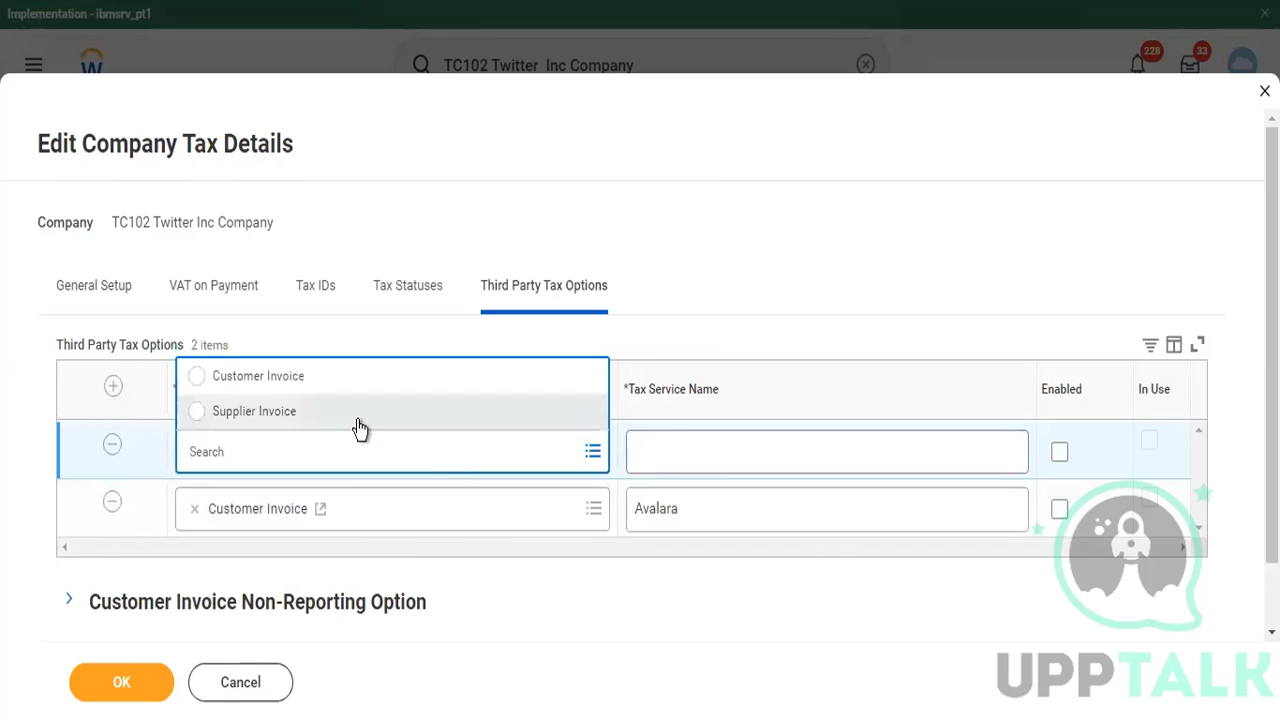 Implementation - ibmsrv_pt1
TC102 Twitter Inc Company
228
33
Edit Company Tax Details
Company TC102 Twitter Inc Company
General Setup VAT on Payment Tax IDs Tax Statuses Third Party Tax Options
Third Party Tax Options 2 items
*Tax Service Name Enabled In Use
Customer Invoice
Supplier Invoice
Search
Customer Invoice Avalara
Customer Invoice Non-Reporting Option
OK Cancel
UPPTALK